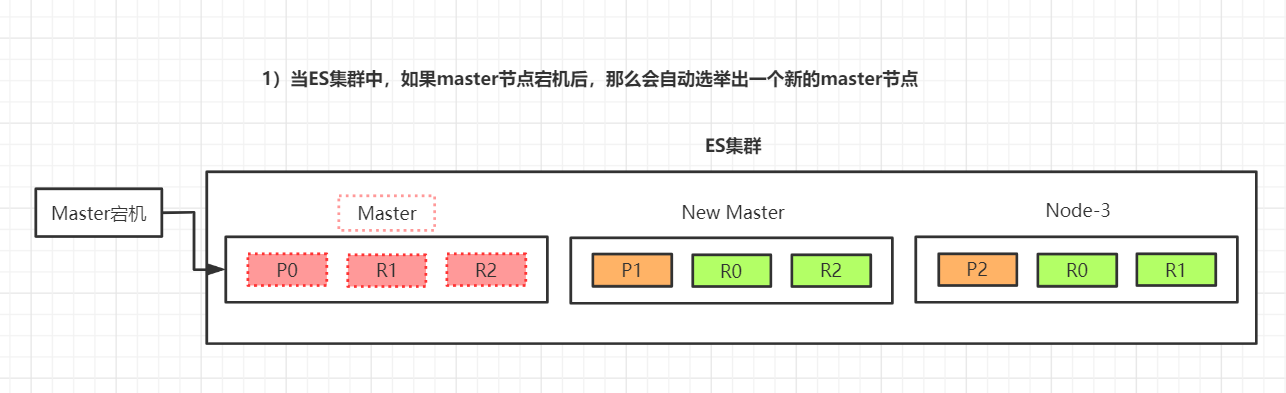 1）当ES集群中，如果master节点宕机后，那么会自动选举出一个新的master节点
ES集群
Master宕机
Master
New Master
Node-3
P0 R1 R2
P1 R0 R2
P2 R0 R1